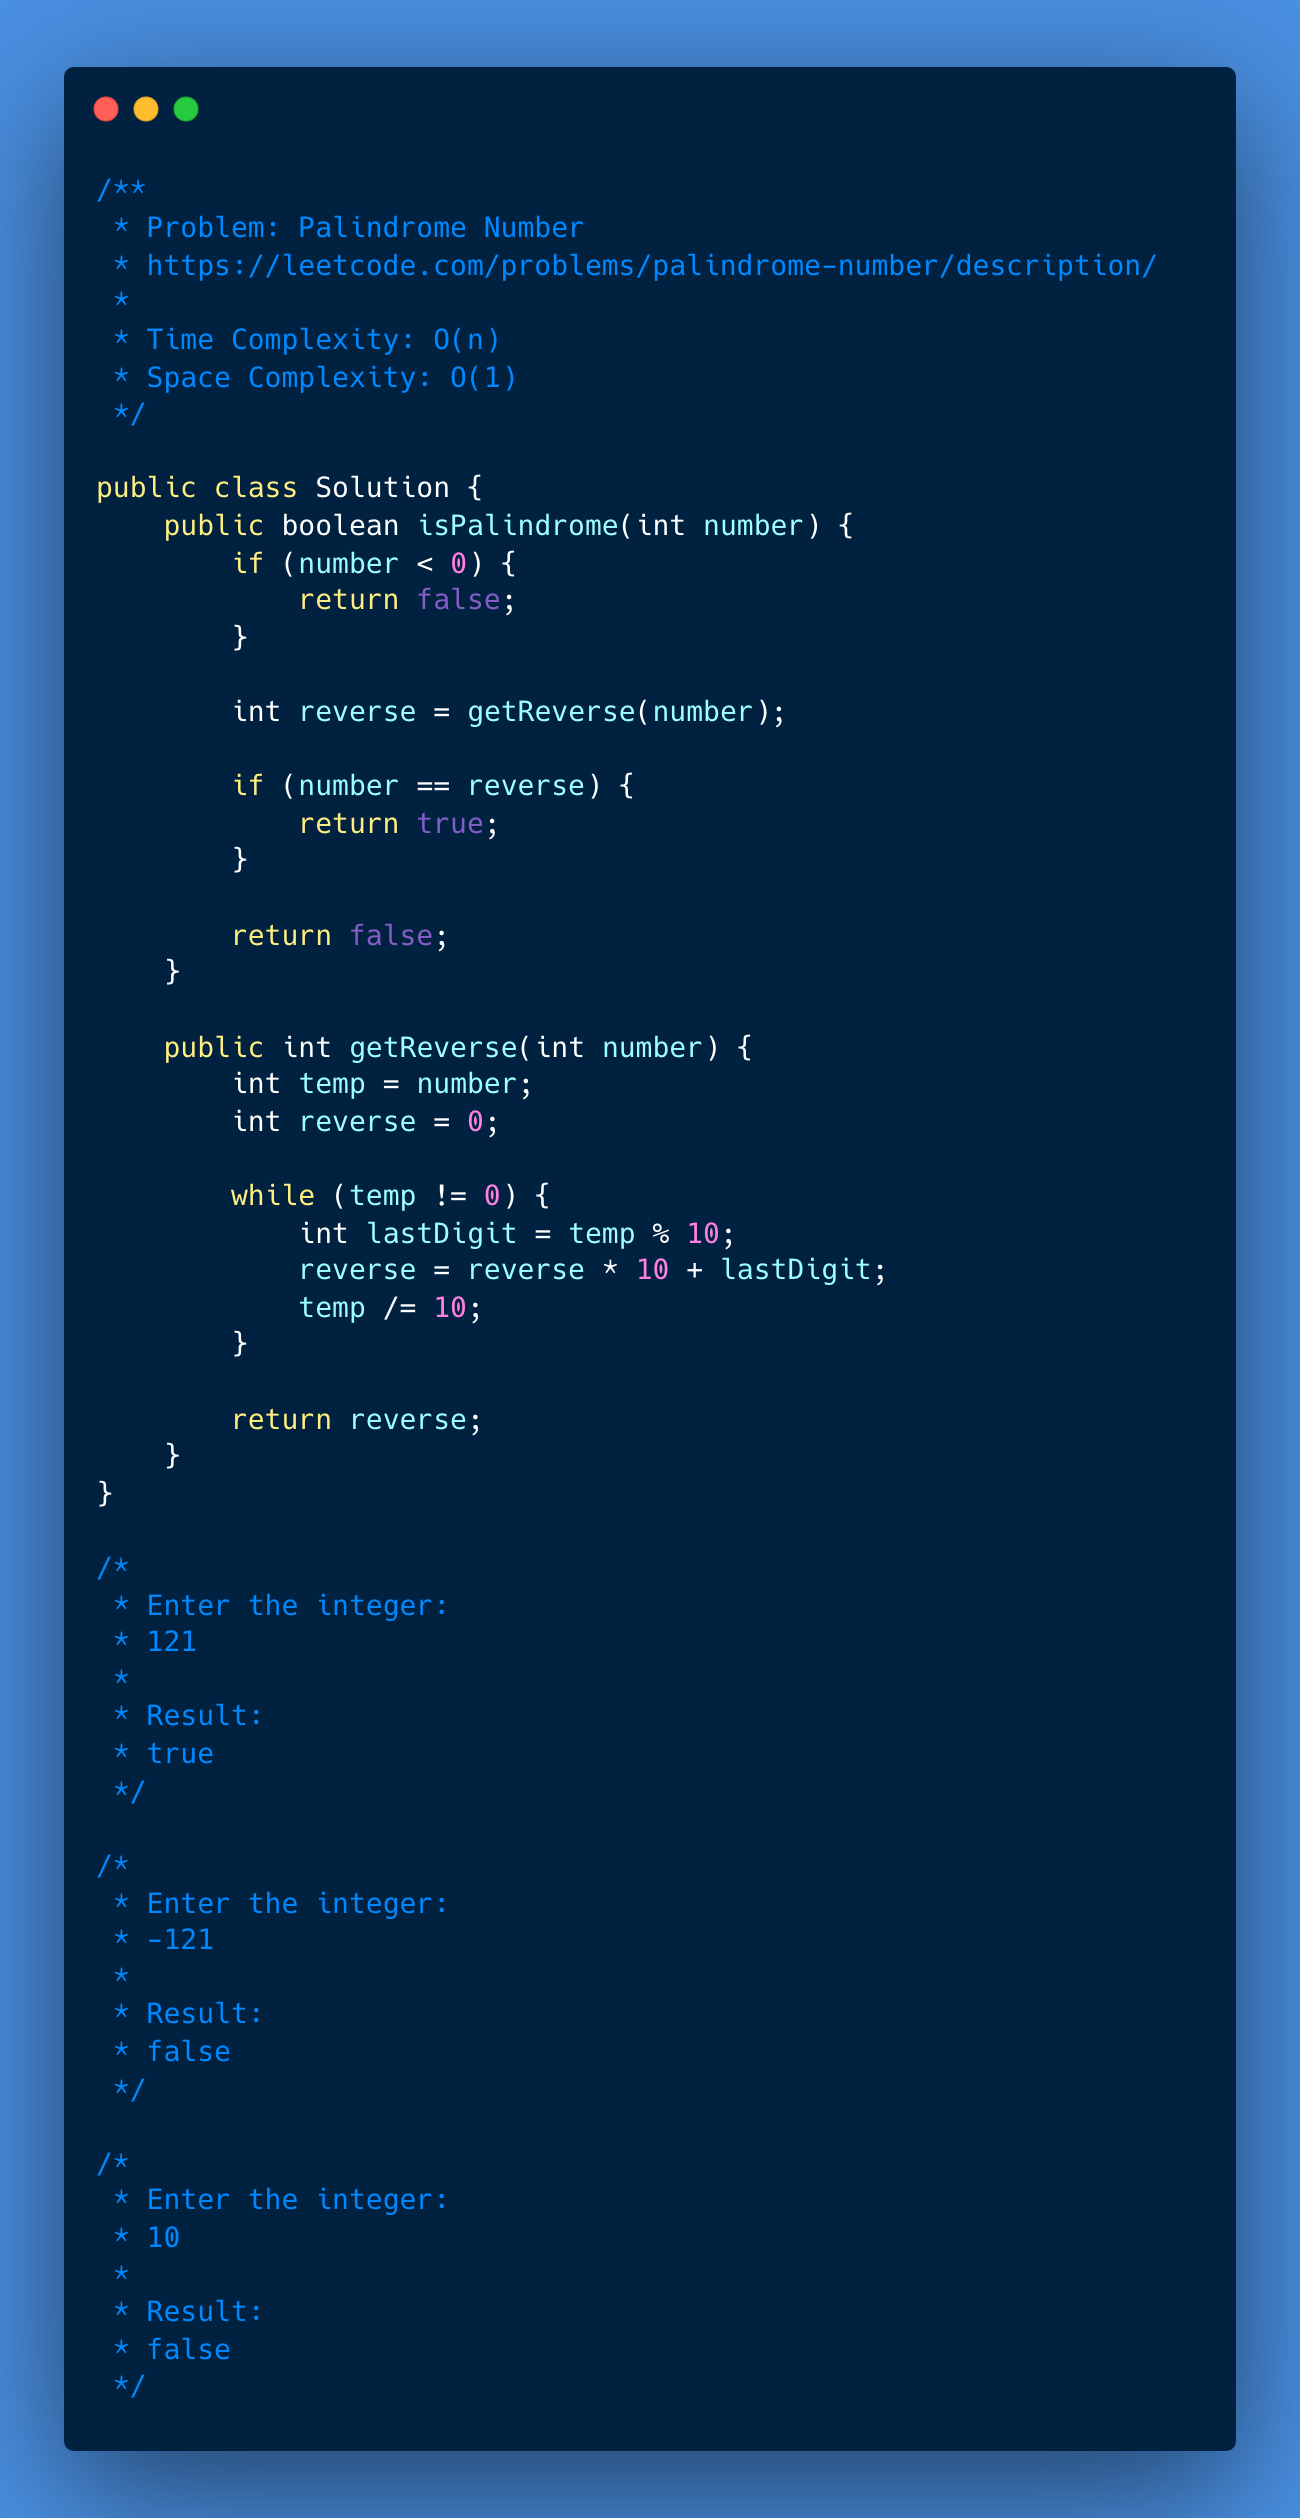 /**
 * Problem: Palindrome Number
 * https://leetcode.com/problems/palindrome-number/description/
 *
 * Time Complexity: O(n)
 * Space Complexity: O(1)
 */

public class Solution {
    public boolean isPalindrome(int number) {
        if (number < 0) {
            return false;
        }

        int reverse = getReverse(number);

        if (number == reverse) {
            return true;
        }

        return false;
    }

    public int getReverse(int number) {
        int temp = number;
        int reverse = 0;

        while (temp != 0) {
            int lastDigit = temp % 10;
            reverse = reverse * 10 + lastDigit;
            temp /= 10;
        }

        return reverse;
    }
}

/*
 * Enter the integer:
 * 121
 *
 * Result:
 * true
 */

/*
 * Enter the integer:
 * -121
 *
 * Result:
 * false
 */

/*
 * Enter the integer:
 * 10
 *
 * Result:
 * false
 */